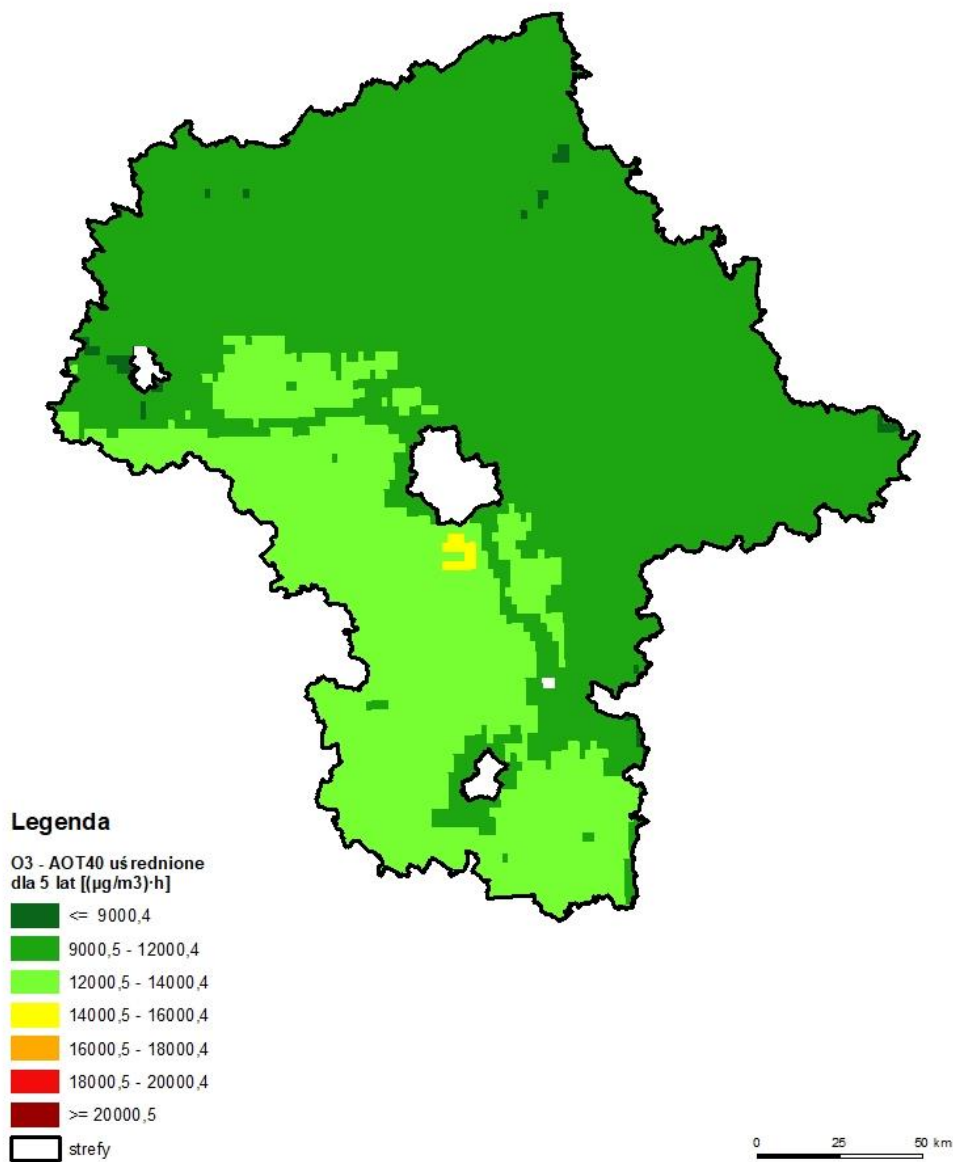 Legenda
O3 - AOT40 uśrednione
dla 5 lat [(µg/m3)·h]
<= 9000,4
9000,5 - 12000,4
12000,5 - 14000,4
14000,5 - 16000,4
16000,5 - 18000,4
18000,5 - 20000,4
>= 20000,5
strefy
0 25 50 km